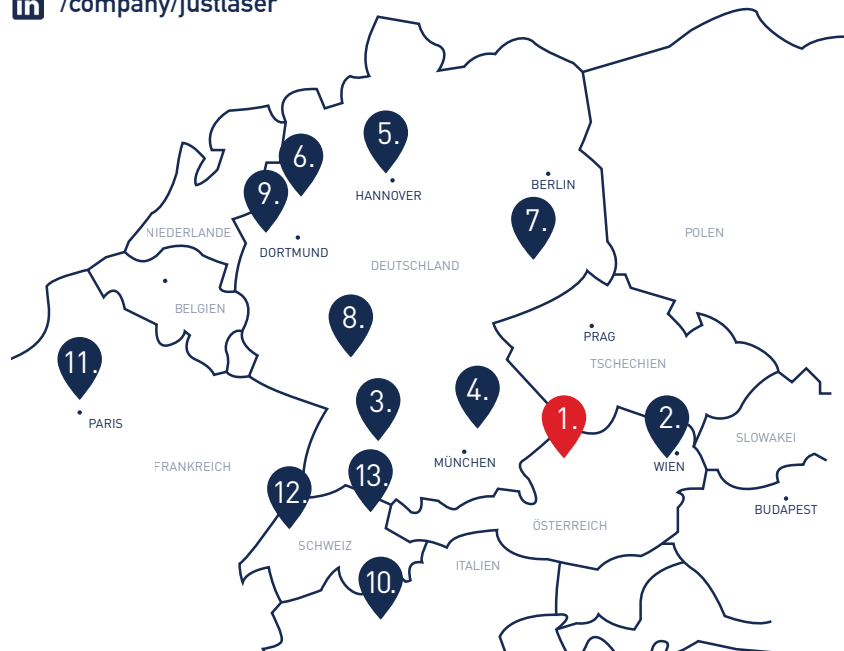 in /company/justlaser
5.
6.
HANNOVER
BERLIN
9.
7.
NIEDERLANDE
POLEN
DORTMUND
DEUTSCHLAND
BELGIEN
8.
PRAG
11.
TSCHECHIEN
4.
3.
1.
2.
PARIS
SLOWAKEI
MÜNCHEN
WIEN
FRANKREICH
13.
12.
BUDAPEST
ÖSTERREICH
SCHWEIZ
ITALIEN
10.